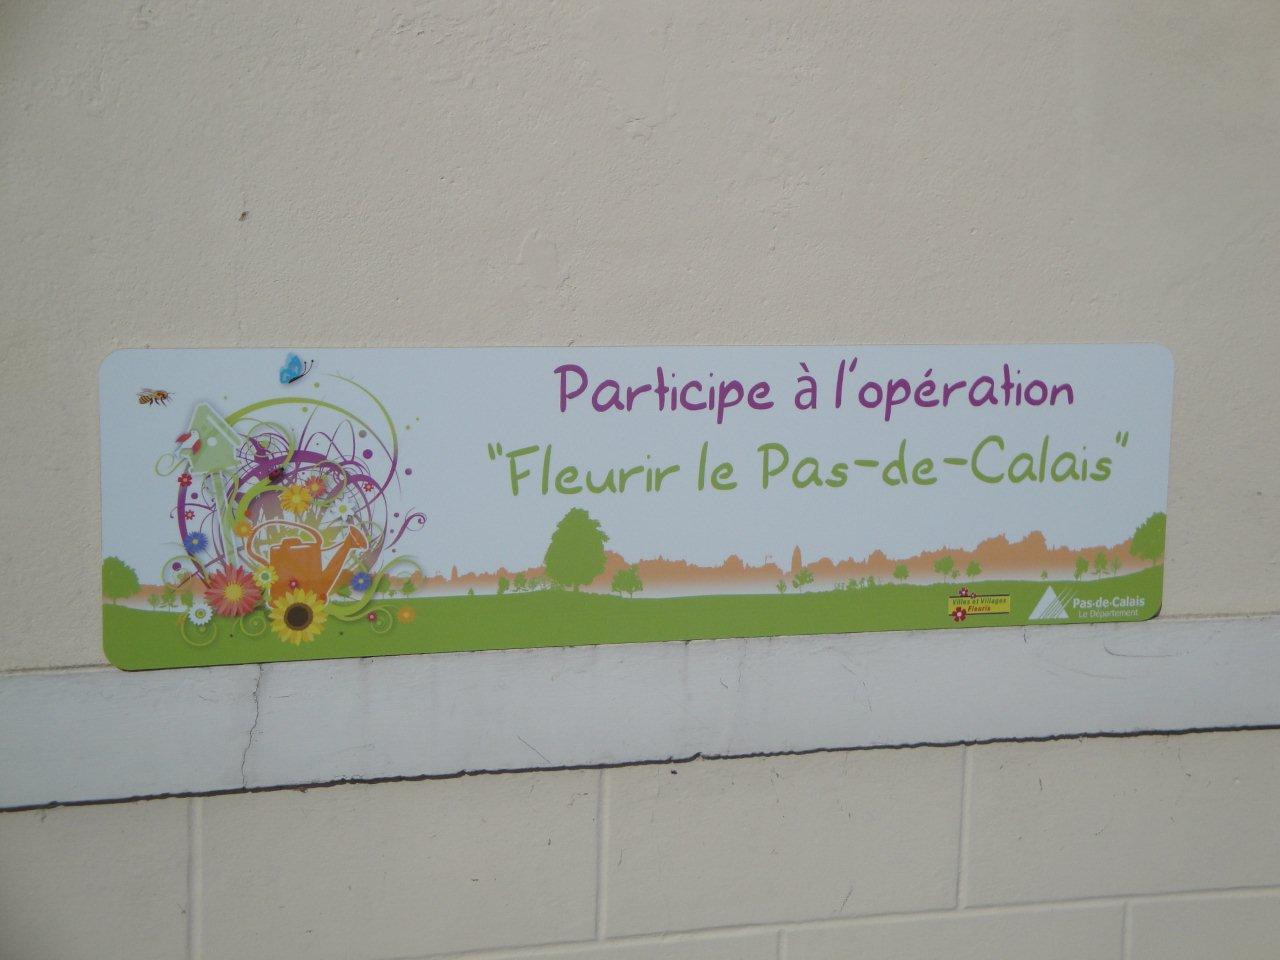 Participe à l'opération
"Fleurir le Pas-de-Calais"
Villes et Villages
Fleuris
Pas-de-Calais
Le Département